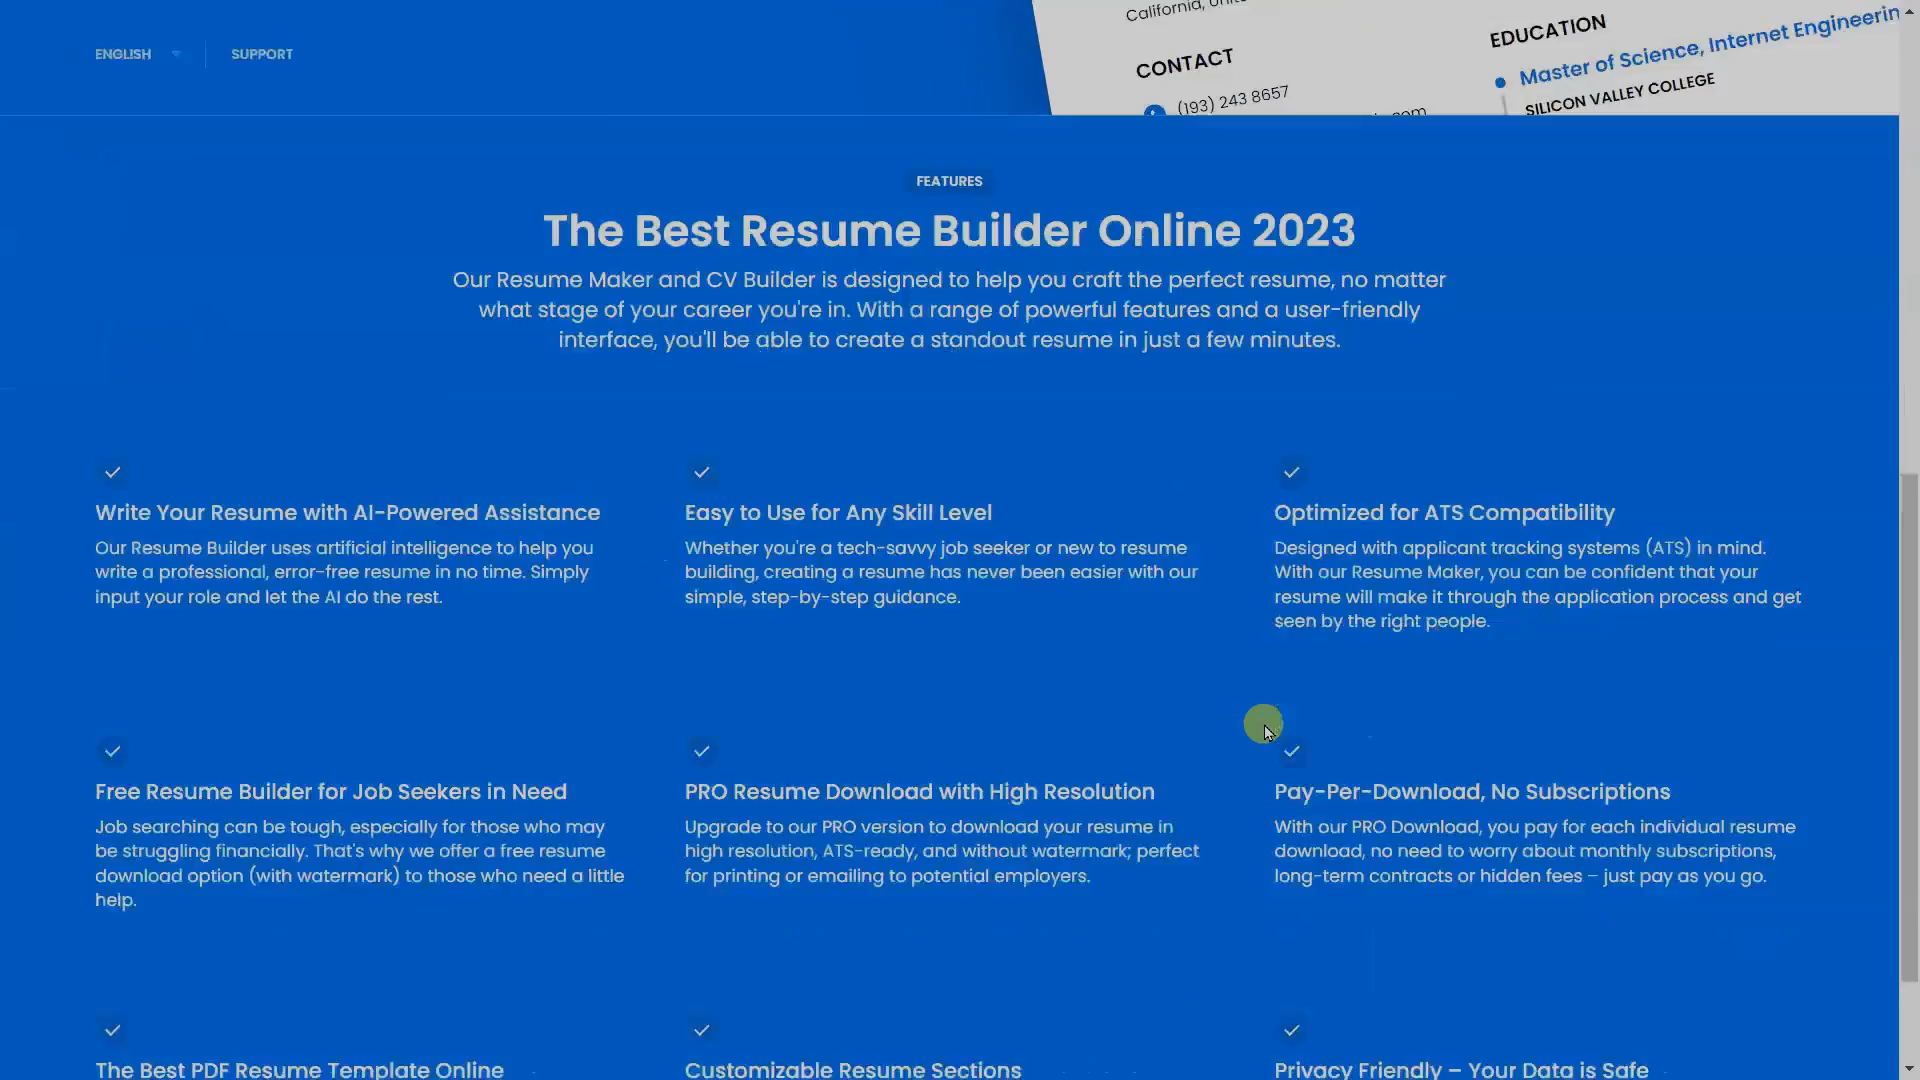 ENGLISH
SUPPORT
California,
CONTACT
(193) 243 8657
.com
EDUCATION
Master of Science, Internet Engineerin
SILICON VALLEY COLLEGE
FEATURES
The Best Resume Builder Online 2023
Our Resume Maker and CV Builder is designed to help you craft the perfect resume, no matter
what stage of your career you're in. With a range of powerful features and a user-friendly
interface, you'll be able to create a standout resume in just a few minutes.
Write Your Resume with AI-Powered Assistance
Our Resume Builder uses artificial intelligence to help you
write a professional, error-free resume in no time. Simply
input your role and let the AI do the rest.
Easy to Use for Any Skill Level
Whether you're a tech-savvy job seeker or new to resume
building, creating a resume has never been easier with our
simple, step-by-step guidance.
Optimized for ATS Compatibility
Designed with applicant tracking systems (ATS) in mind.
With our Resume Maker, you can be confident that your
resume will make it through the application process and get
seen by the right people.
Free Resume Builder for Job Seekers in Need
Job searching can be tough, especially for those who may
be struggling financially. That's why we offer a free resume
download option (with watermark) to those who need a little
help.
PRO Resume Download with High Resolution
Upgrade to our PRO version to download your resume in
high resolution, ATS-ready, and without watermark; perfect
for printing or emailing to potential employers.
Pay-Per-Download, No Subscriptions
With our PRO Download, you pay for each individual resume
download, no need to worry about monthly subscriptions,
long-term contracts or hidden fees – just pay as you go.
The Best PDF Resume Template Online
Customizable Resume Sections
Privacy Friendly – Your Data is Safe